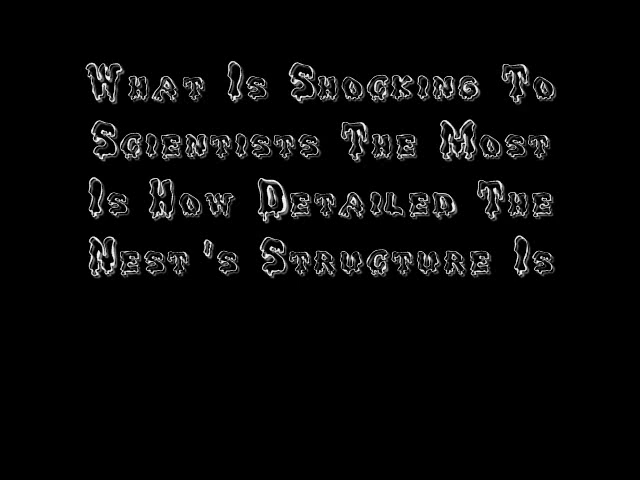 What Is Shocking To
Scientists The Most
Is How Detailed The
Nest's Structure Is